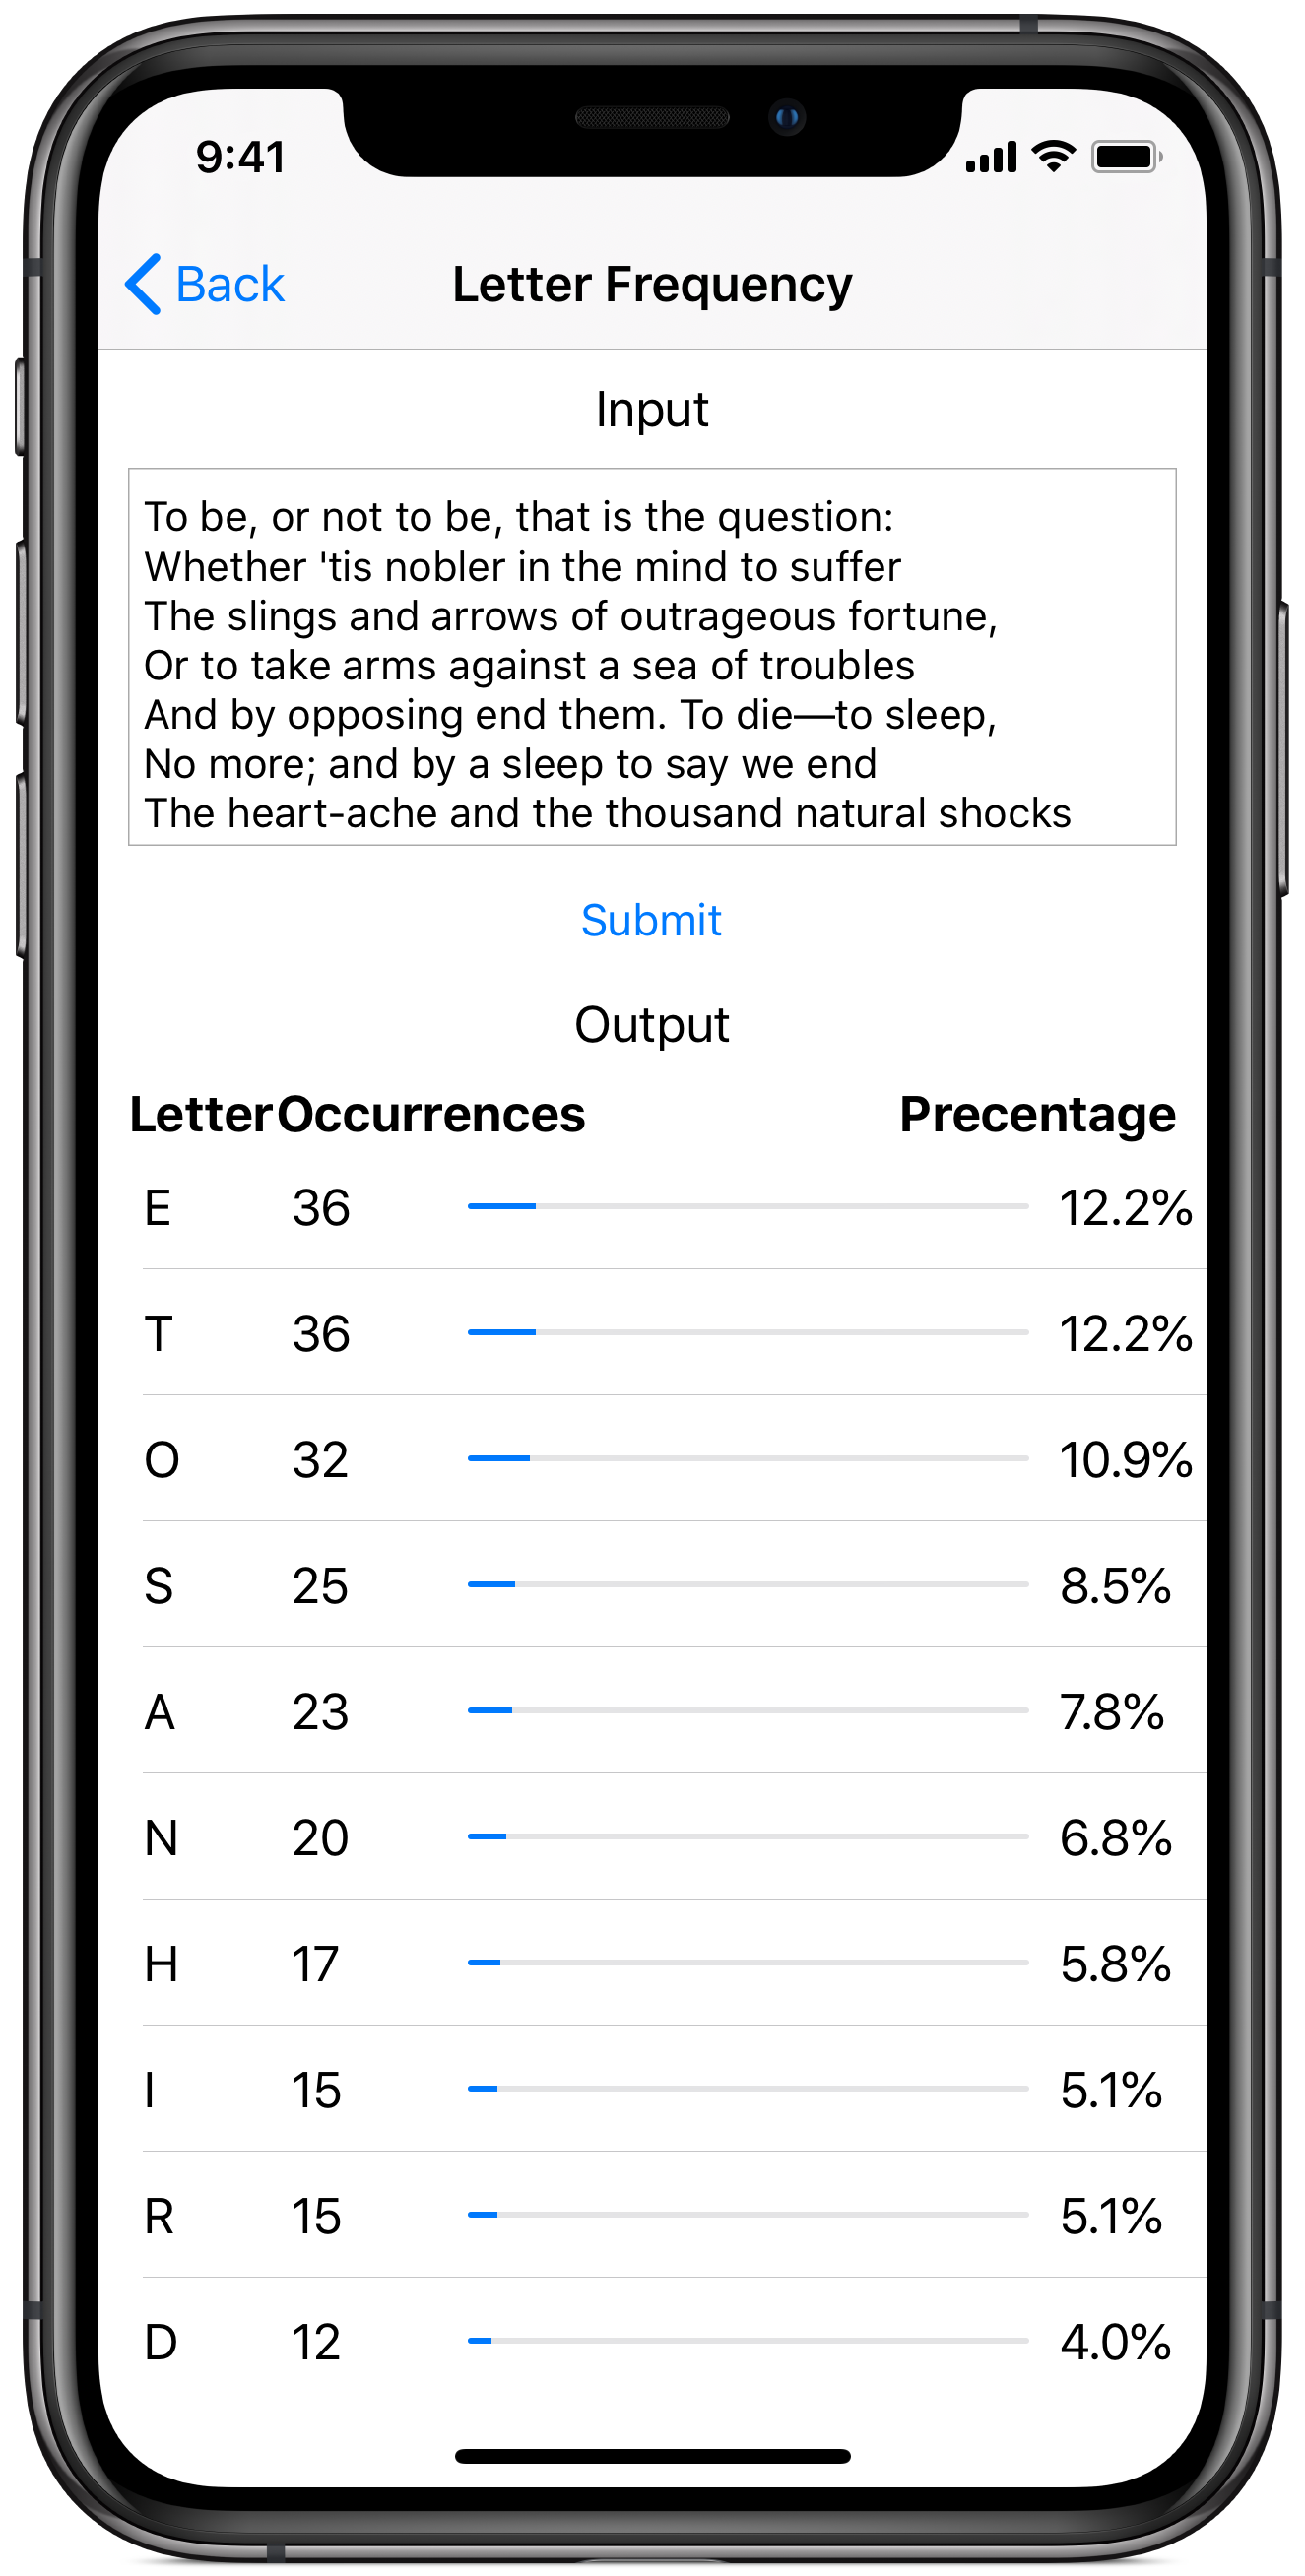 9:41
Back Letter Frequency
Input
To be, or not to be, that is the question:
Whether 'tis nobler in the mind to suffer
The slings and arrows of outrageous fortune,
Or to take arms against a sea of troubles
And by opposing end them. To die—to sleep,
No more; and by a sleep to say we end
The heart-ache and the thousand natural shocks
Submit
Output
Letter Occurrences Precentage
E 36 12.2%
T 36 12.2%
O 32 10.9%
S 25 8.5%
A 23 7.8%
N 20 6.8%
H 17 5.8%
I 15 5.1%
R 15 5.1%
D 12 4.0%